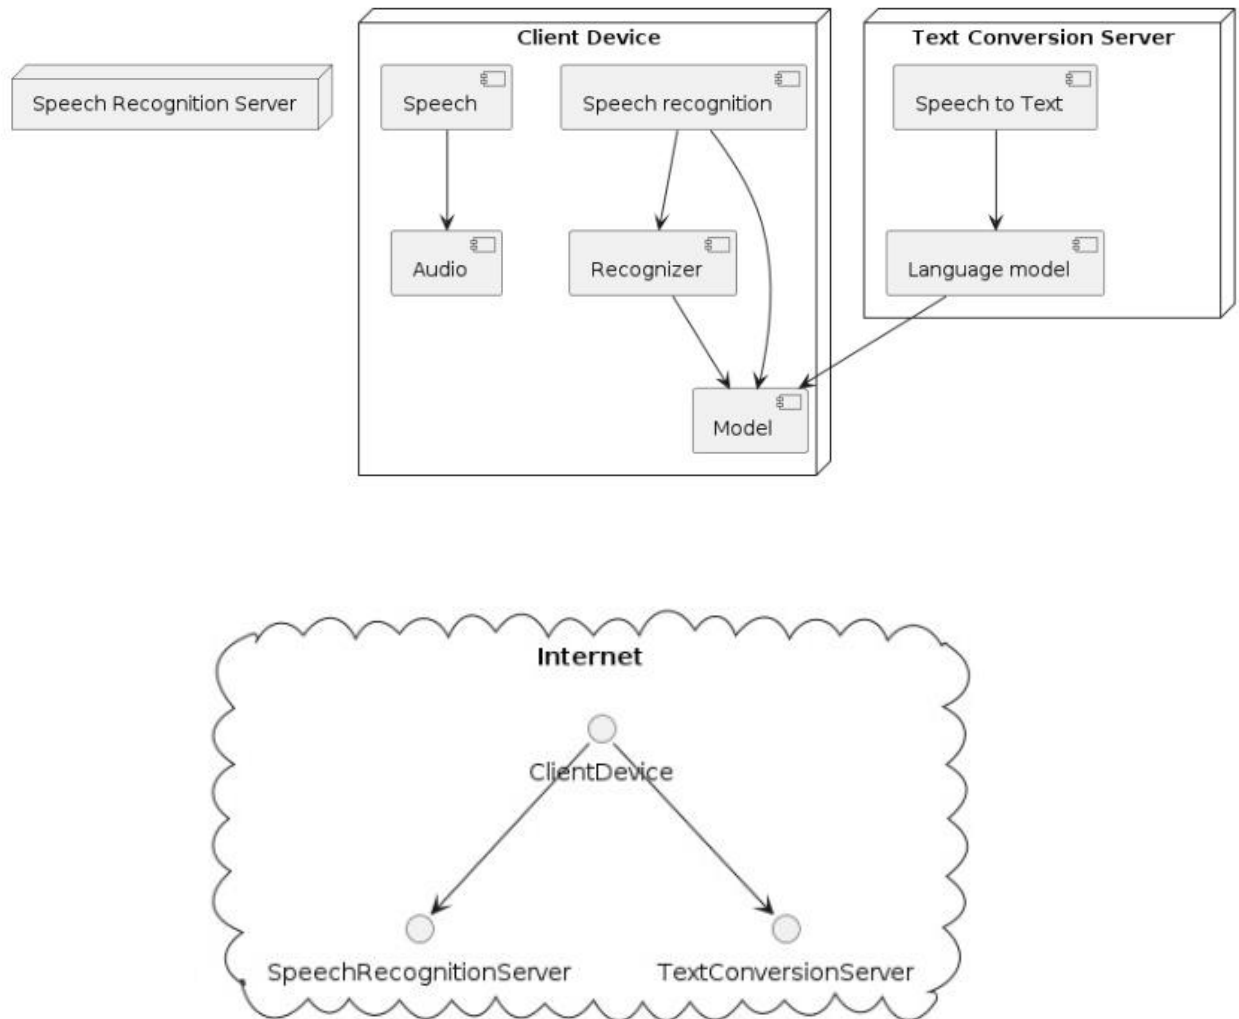 Client Device
Text Conversion Server
Speech Recognition Server
Speech
Speech recognition
Speech to Text
Audio
Recognizer
Language model
Model
Internet
ClientDevice
SpeechRecognitionServer
TextConversionServer